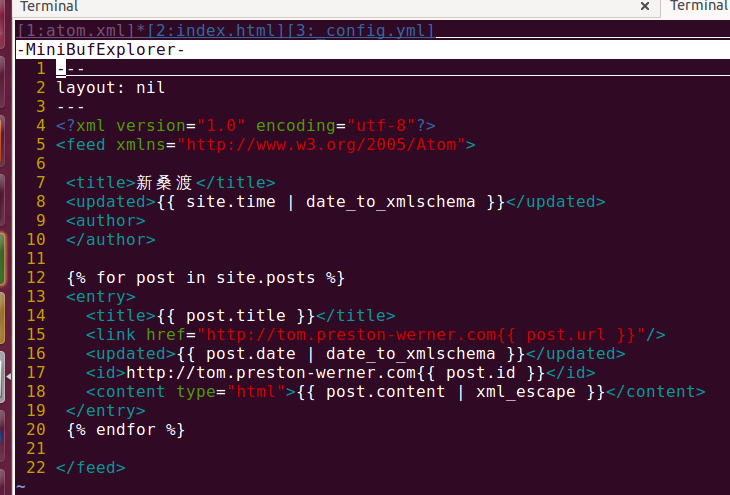 Terminal × Terminal
[1:atom.xml]*[2:index.html][3:_config.yml]
-MiniBufExplorer-
1 ---
2 layout: nil
3 ---
4 <?xml version="1.0" encoding="utf-8"?>
5 <feed xmlns="http://www.w3.org/2005/Atom">
6
7 <title>新桑渡</title>
8 <updated>{{ site.time | date_to_xmlschema }}</updated>
9 <author>
10 </author>
11
12 {% for post in site.posts %}
13 <entry>
14 <title>{{ post.title }}</title>
15 <link href="http://tom.preston-werner.com{{ post.url }}"/>
16 <updated>{{ post.date | date_to_xmlschema }}</updated>
17 <id>http://tom.preston-werner.com{{ post.id }}</id>
18 <content type="html">{{ post.content | xml_escape }}</content>
19 </entry>
20 {% endfor %}
21
22 </feed>
~